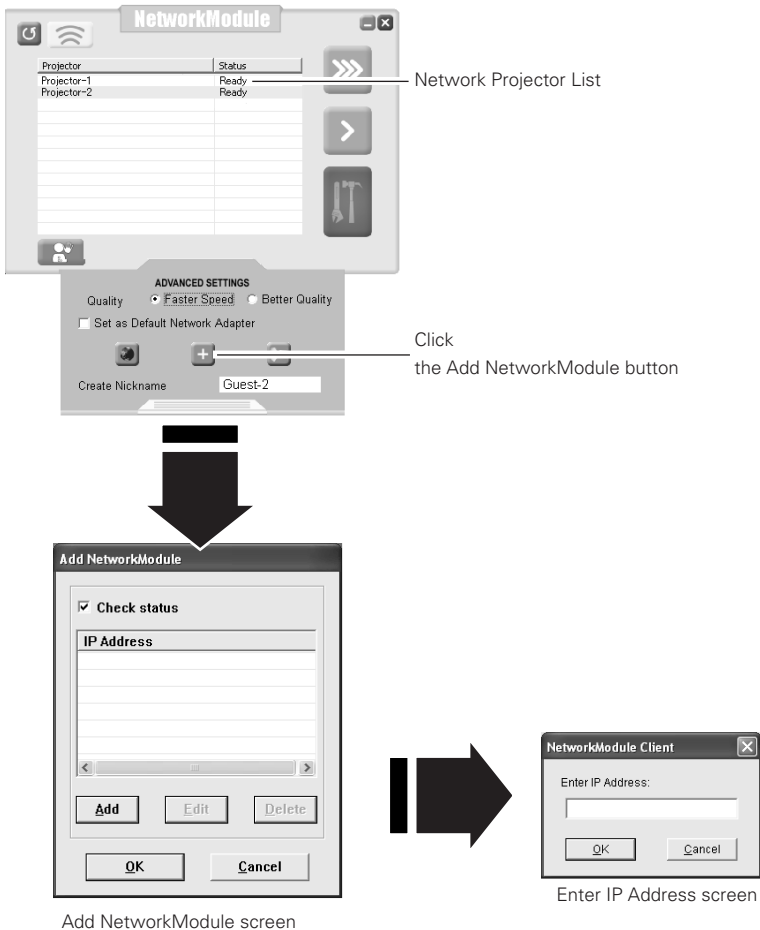 NetworkModule
Projector Status
Projector-1 Ready
Projector-2 Ready
Network Projector List
ADVANCED SETTINGS
Quality Faster Speed Better Quality
Set as Default Network Adapter
Click
the Add NetworkModule button
Create Nickname Guest-2
Add NetworkModule
Check status
IP Address
Add Edit Delete
OK Cancel
Add NetworkModule screen
NetworkModule Client
Enter IP Address:
OK Cancel
Enter IP Address screen